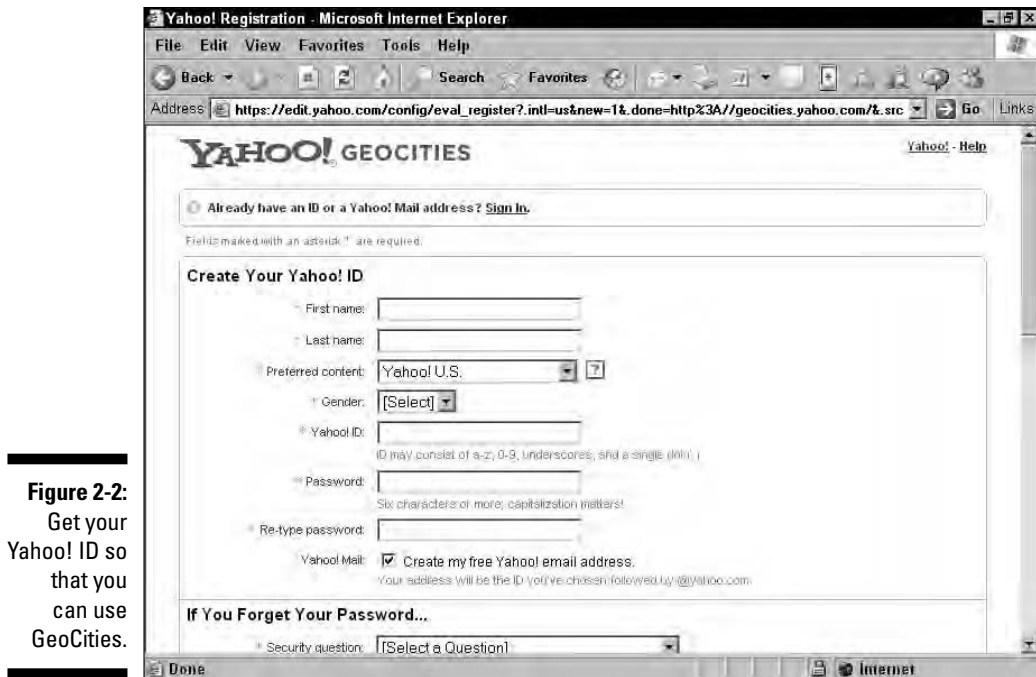 Yahoo! Registration - Microsoft Internet Explorer
File Edit View Favorites Tools Help
Back Search Favorites
Address https://edit.yahoo.com/config/eval_register?.intl=us&new=1&.done=http%3A//geocities.yahoo.com/&.src Go Links
YAHOO! GEOCITIES
Yahoo! - Help
Already have an ID or a Yahoo! Mail address? Sign In.
Fields marked with an asterisk * are required.
Create Your Yahoo! ID
* First name:
* Last name:
* Preferred content: Yahoo! U.S. ?
* Gender: [Select]
* Yahoo! ID:
ID may consist of a-z, 0-9, underscores, and a single dot (.)
* Password:
Six characters or more; capitalization matters!
* Re-type password:
Yahoo! Mail: Create my free Yahoo! email address.
Your address will be the ID you've chosen followed by @yahoo.com
If You Forget Your Password...
* Security question: [Select a Question]
Done Internet
Figure 2-2:
Get your
Yahoo! ID so
that you
can use
GeoCities.